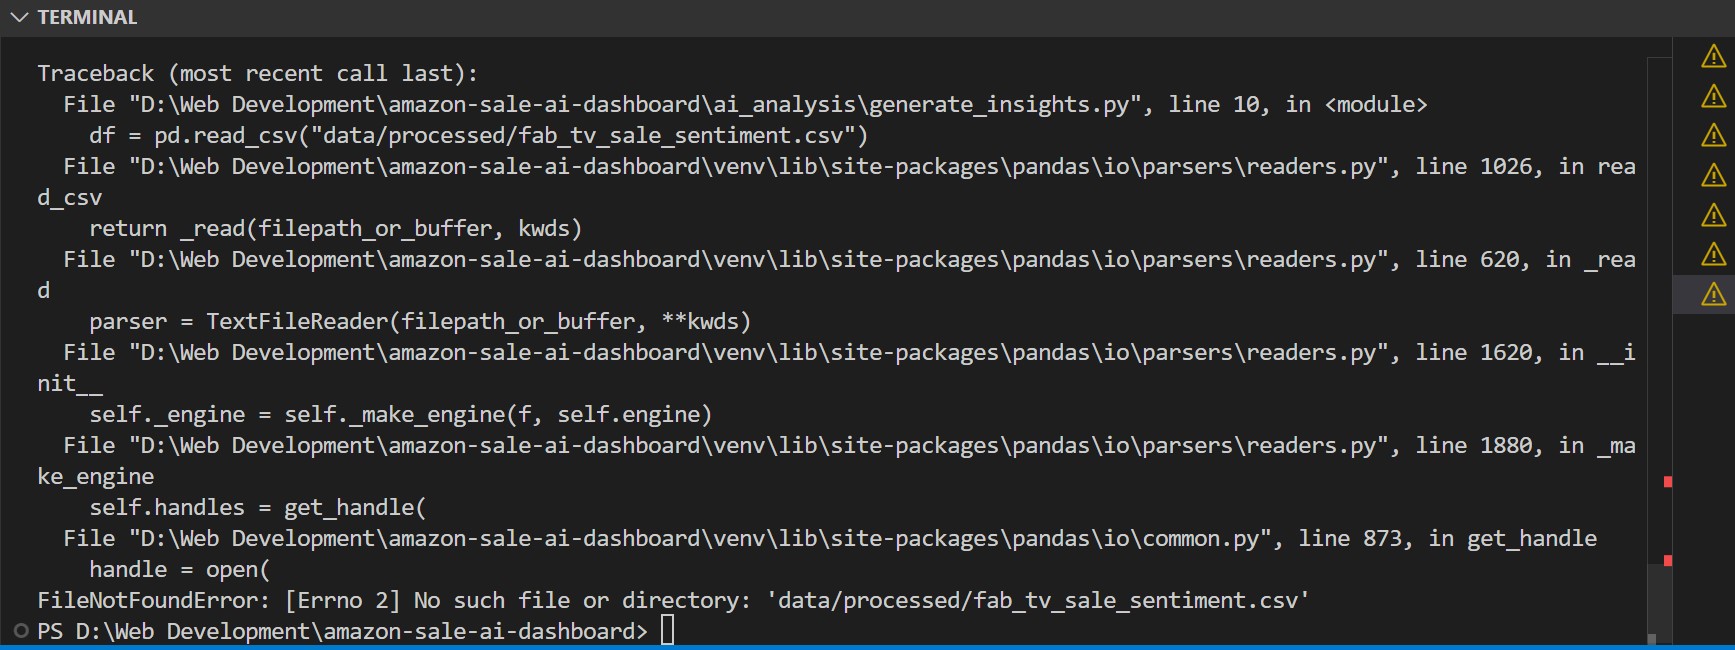 TERMINAL
Traceback (most recent call last):
  File "D:\Web Development\amazon-sale-ai-dashboard\ai_analysis\generate_insights.py", line 10, in <module>
    df = pd.read_csv("data/processed/fab_tv_sale_sentiment.csv")
  File "D:\Web Development\amazon-sale-ai-dashboard\venv\lib\site-packages\pandas\io\parsers\readers.py", line 1026, in rea
d_csv
    return _read(filepath_or_buffer, kwds)
  File "D:\Web Development\amazon-sale-ai-dashboard\venv\lib\site-packages\pandas\io\parsers\readers.py", line 620, in _rea
d
    parser = TextFileReader(filepath_or_buffer, **kwds)
  File "D:\Web Development\amazon-sale-ai-dashboard\venv\lib\site-packages\pandas\io\parsers\readers.py", line 1620, in __i
nit__
    self._engine = self._make_engine(f, self.engine)
  File "D:\Web Development\amazon-sale-ai-dashboard\venv\lib\site-packages\pandas\io\parsers\readers.py", line 1880, in _ma
ke_engine
    self.handles = get_handle(
  File "D:\Web Development\amazon-sale-ai-dashboard\venv\lib\site-packages\pandas\io\common.py", line 873, in get_handle
    handle = open(
FileNotFoundError: [Errno 2] No such file or directory: 'data/processed/fab_tv_sale_sentiment.csv'
PS D:\Web Development\amazon-sale-ai-dashboard>